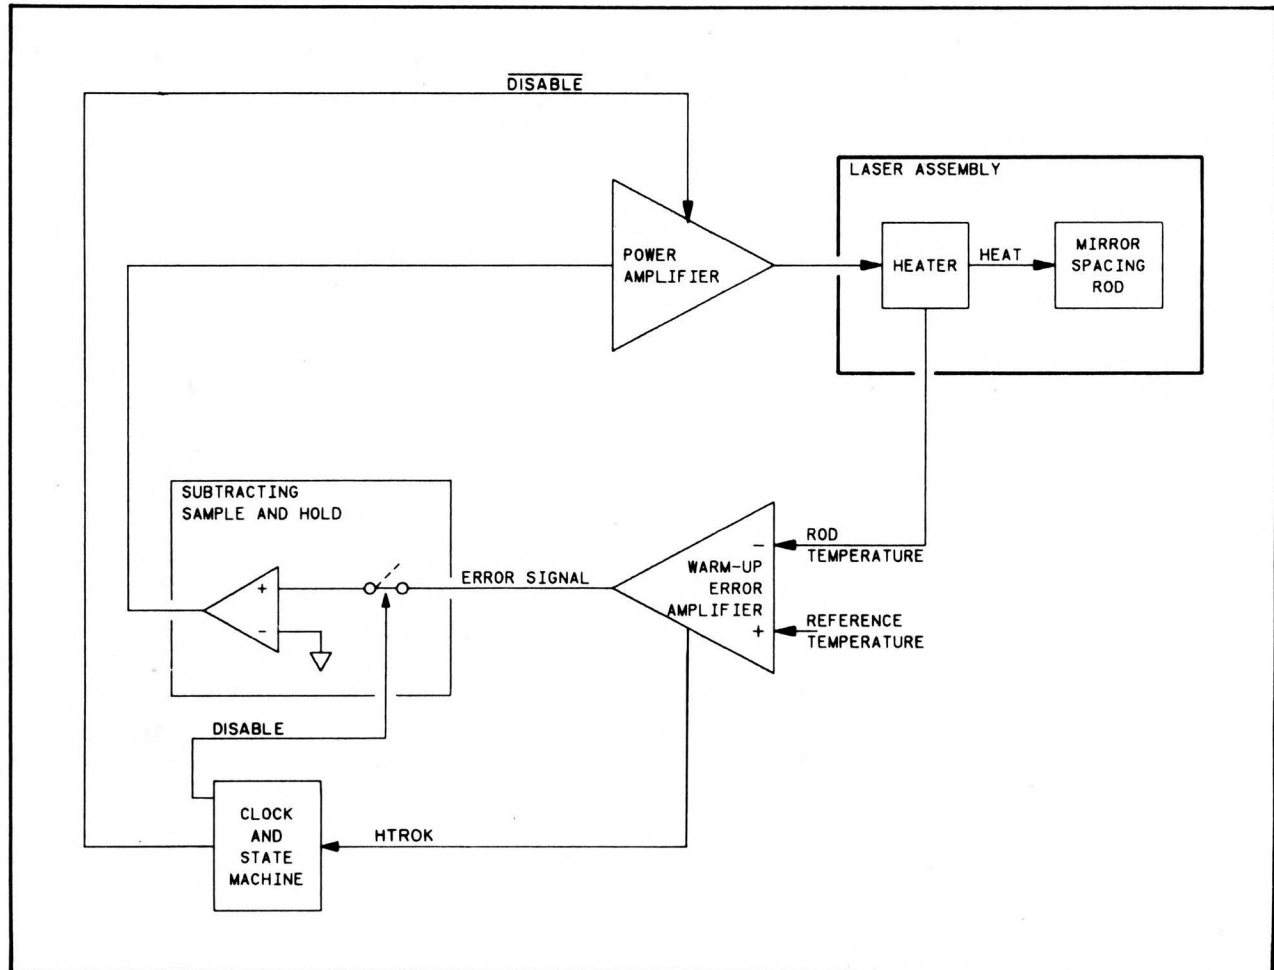 DISABLE
LASER ASSEMBLY
POWER
AMPLIFIER
HEATER
HEAT
MIRROR
SPACING
ROD
SUBTRACTING
SAMPLE AND HOLD
+
-
ERROR SIGNAL
WARM-UP
ERROR
AMPLIFIER
-
+
ROD
TEMPERATURE
REFERENCE
TEMPERATURE
DISABLE
CLOCK
AND
STATE
MACHINE
HTROK